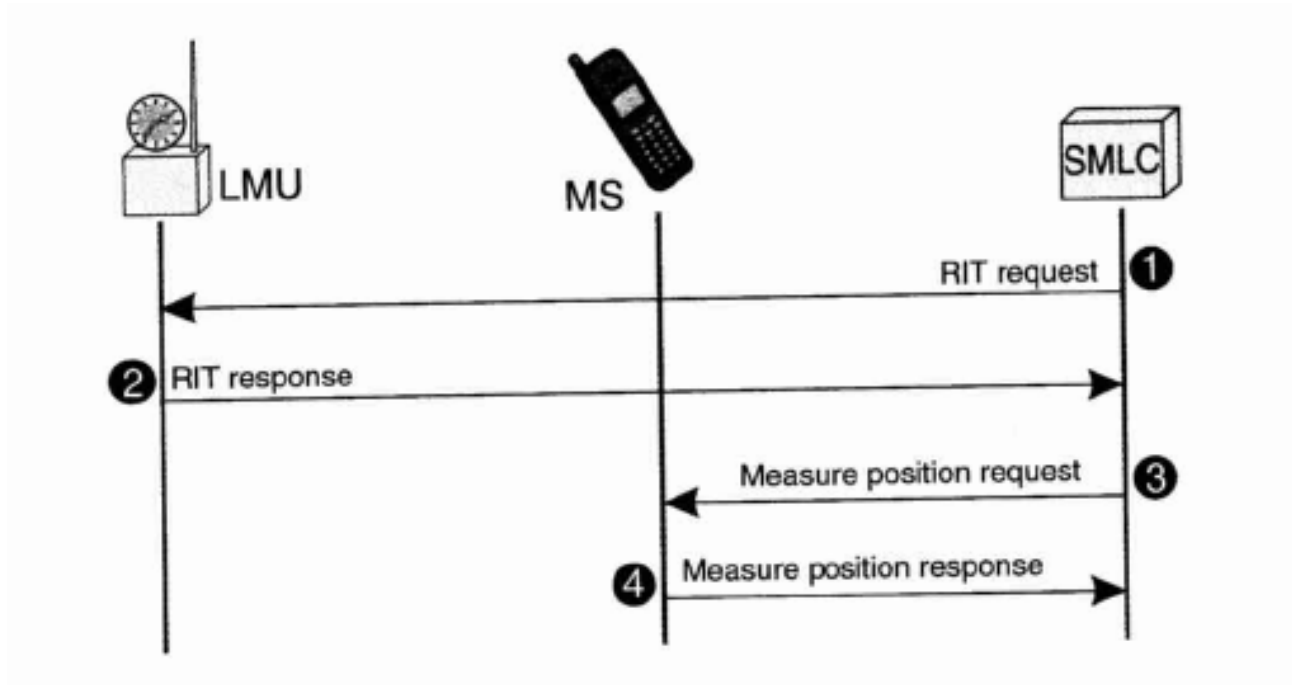 LMU
MS
SMLC
RIT request
1
2
RIT response
Measure position request
3
4
Measure position response